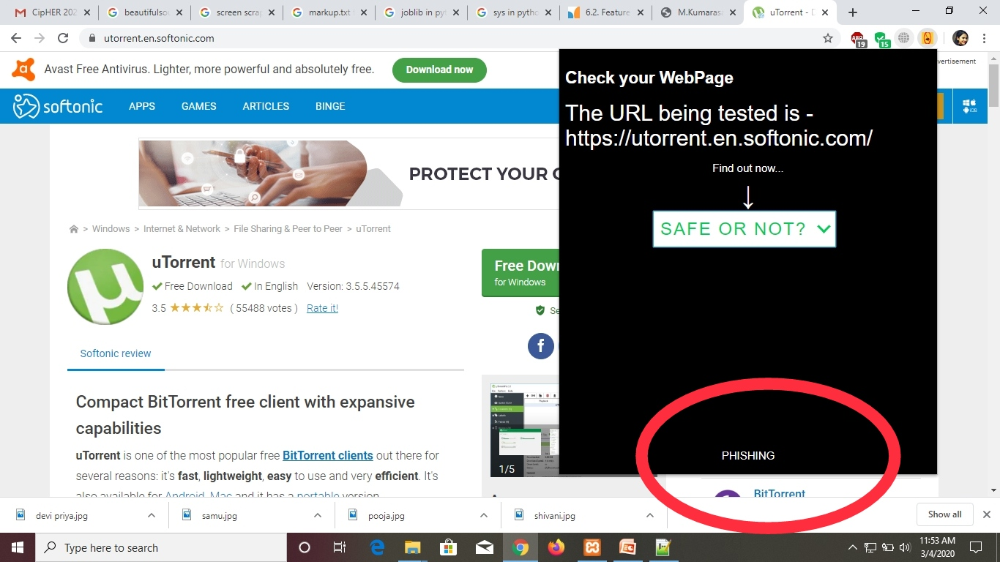 CipHER 202
beautifulsou
screen scrap
markup.txt
joblib in pyt
sys in pytho
6.2. Feature
M.Kumarasa
uTorrent - D
utorrent.en.softonic.com
ABP
19
15
Avast Free Antivirus. Lighter, more powerful and absolutely free.
Download now
vertisement
softonic
APPS
GAMES
ARTICLES
BINGE
iOS
Check your WebPage
The URL being tested is -
https://utorrent.en.softonic.com/
Find out now...
SAFE OR NOT?
PHISHING
PROTECT YOUR
> Windows > Internet & Network > File Sharing & Peer to Peer > uTorrent
uTorrent for Windows
Free Download In English Version: 3.5.5.45574
3.5 ( 55488 votes ) Rate it!
Free Down
for Windows
Se
Softonic review
Compact BitTorrent free client with expansive
capabilities
uTorrent is one of the most popular free BitTorrent clients out there for
several reasons: it's fast, lightweight, easy to use and very efficient. It's
also available for Android, Mac and it has a portable version
1/5
BitTorrent
devi priya.jpg
samu.jpg
pooja.jpg
shivani.jpg
Show all
Type here to search
11:53 AM
3/4/2020